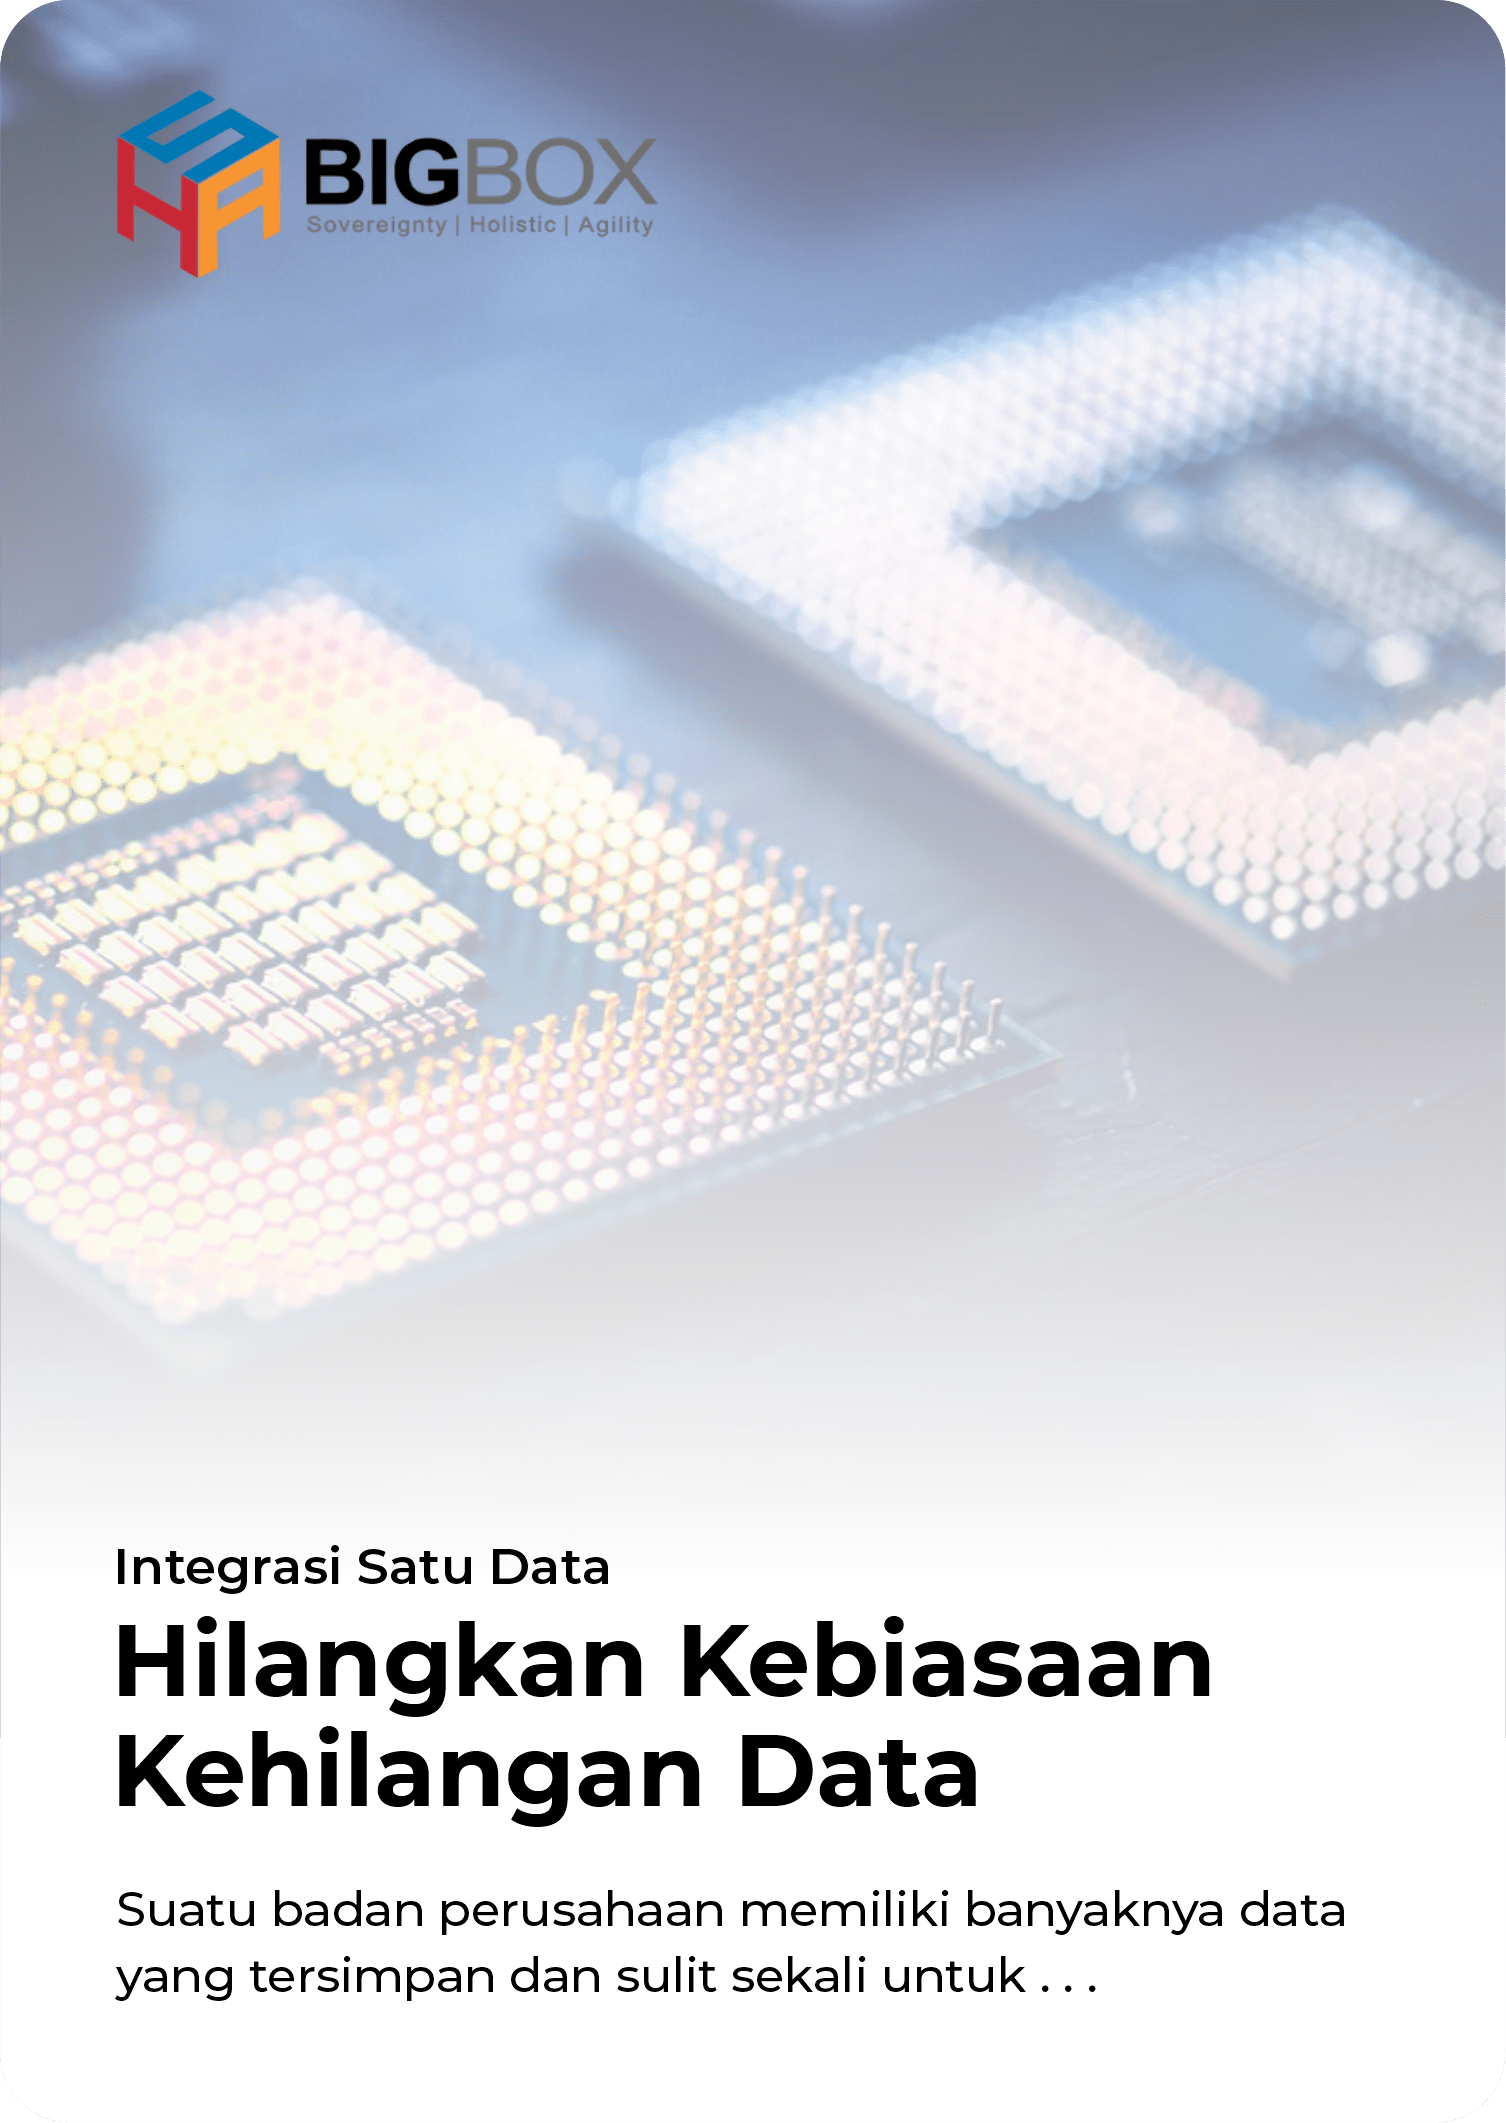 SHA
BIGBOX
Sovereignty | Holistic | Agility
Integrasi Satu Data
Hilangkan Kebiasaan
Kehilangan Data
Suatu badan perusahaan memiliki banyaknya data
yang tersimpan dan sulit sekali untuk . . .